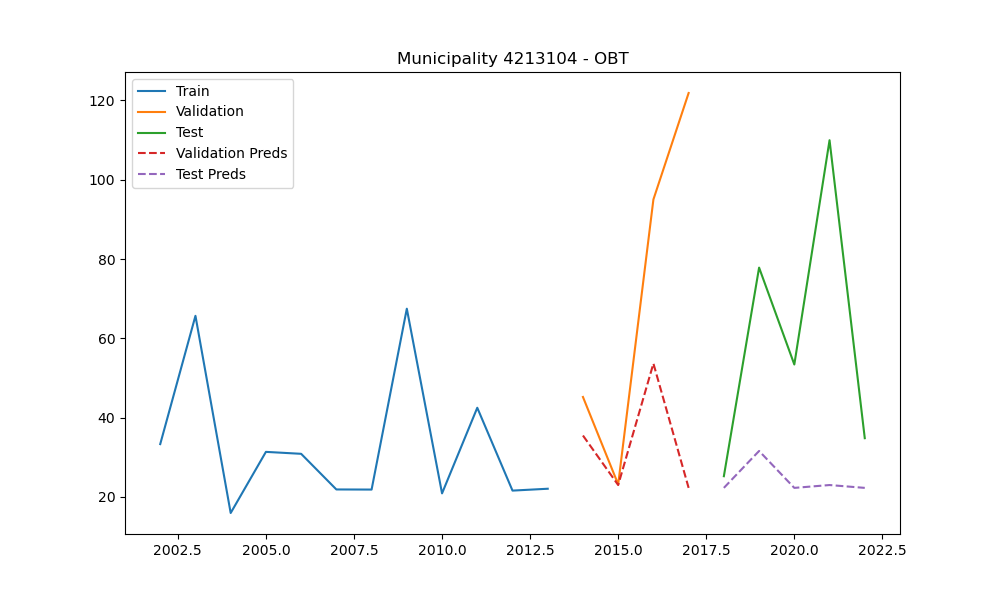 Municipality 4213104 - OBT
Train
Validation
Test
Validation Preds
Test Preds
120
100
80
60
40
20
2002.5 2005.0 2007.5 2010.0 2012.5 2015.0 2017.5 2020.0 2022.5